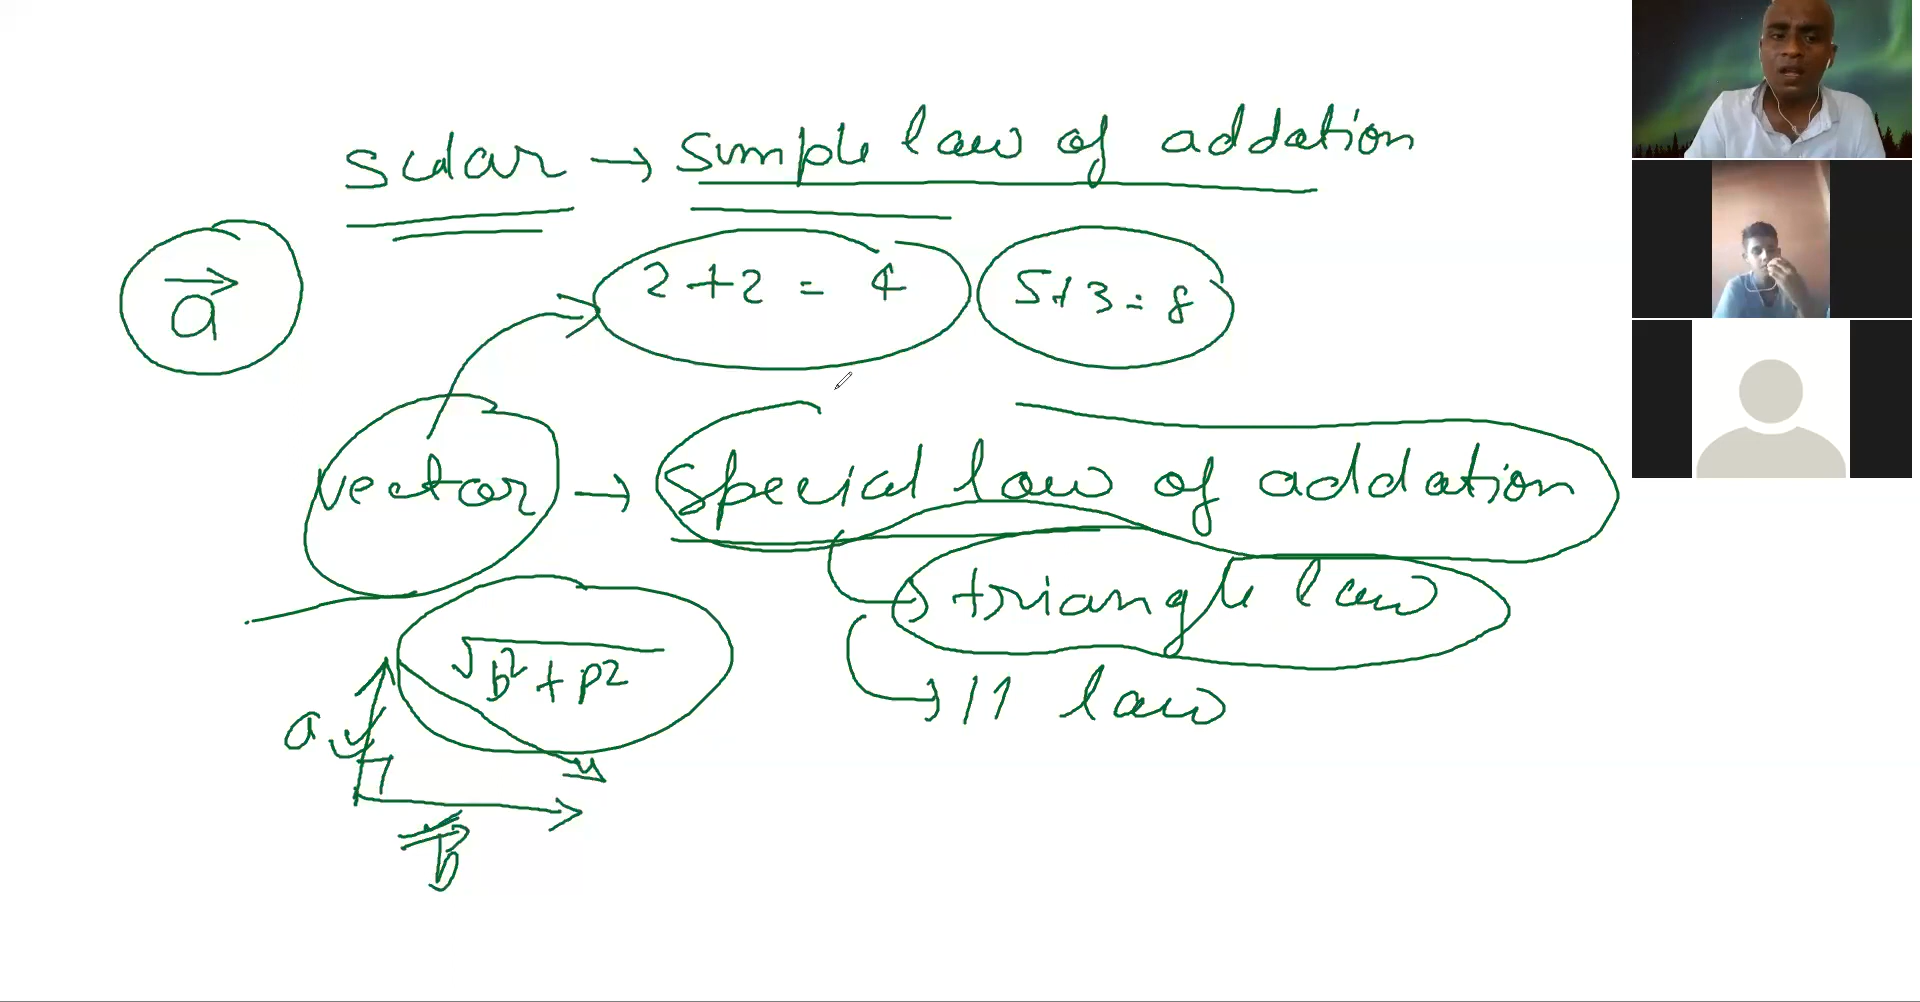 scalar → simple law of addation
a
2+2 = 4
5+3=8
vector → special law of addation
→ triangle law
√b²+p²
→ 11 law
a
b